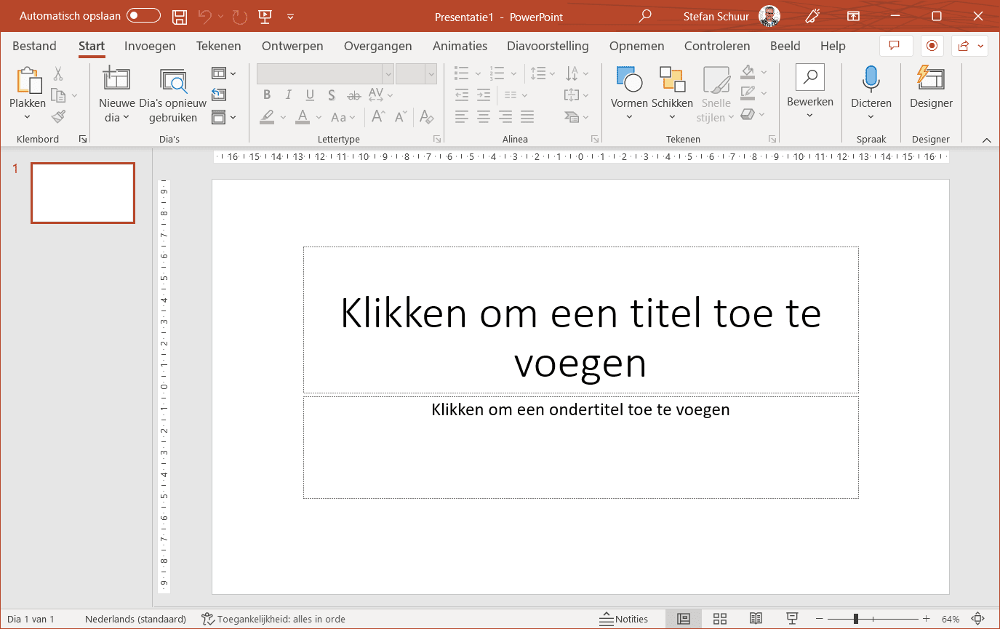 Automatisch opslaan
Presentatie1 - PowerPoint
Stefan Schuur
Bestand Start Invoegen Tekenen Ontwerpen Overgangen Animaties Diavoorstelling Opnemen Controleren Beeld Help
Plakken
Klembord
Nieuwe dia
Dia's opnieuw gebruiken
Dia's
B I U S ab AV
A Aa A A A
Lettertype
Alinea
Vormen
Schikken
Snelle stijlen
Tekenen
Bewerken
Dicteren
Spraak
Designer
Designer
16 15 14 13 12 11 10 9 8 7 6 5 4 3 2 1 0 1 2 3 4 5 6 7 8 9 10 11 12 13 14 15 16
1
9 8 7 6 5 4 3 2 1 0 1 2 3 4 5 6 7 8 9
Klikken om een titel toe te
voegen
Klikken om een ondertitel toe te voegen
Dia 1 van 1
Nederlands (standaard)
Toegankelijkheid: alles in orde
Notities
64%